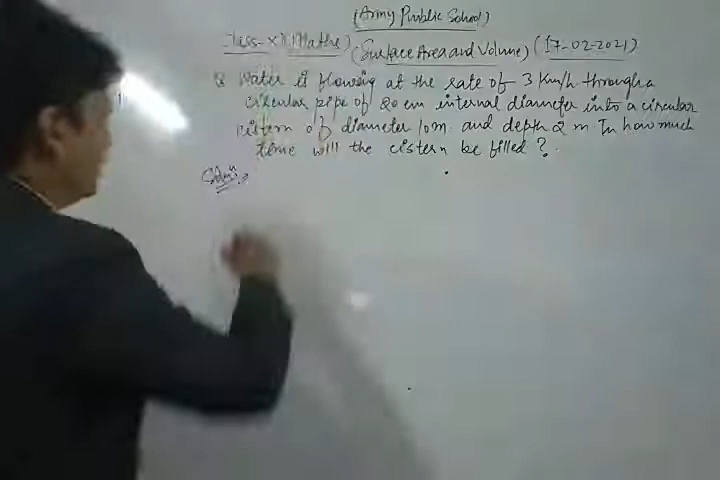 (Army Public School)
Class-X (Maths) (Surface Area and Volume) (17-02-2021)
Q Water is flowing at the rate of 3 Km/h through a
circular pipe of 20 cm internal diameter into a circular
cistern of diameter 10m. and depth 2 m. In how much
time will the cistern be filled?
Solun: